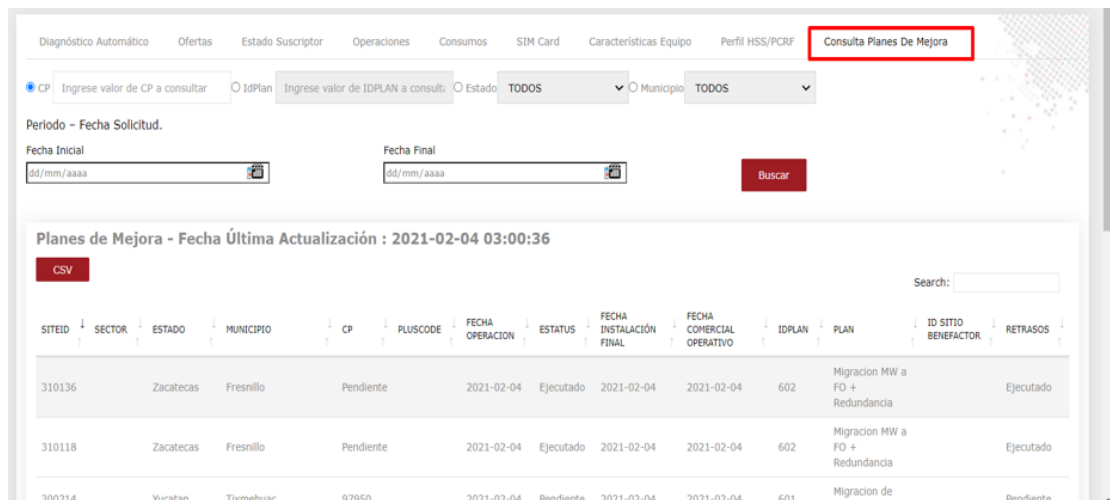 Diagnóstico Automático Ofertas Estado Suscriptor Operaciones Consumos SIM Card Características Equipo Perfil HSS/PCRF Consulta Planes De Mejora
CP Ingrese valor de CP a consultar IdPlan Ingrese valor de IDPLAN a consult Estado TODOS Municipio TODOS
Periodo – Fecha Solicitud.
Fecha Inicial Fecha Final
dd/mm/aaaa dd/mm/aaaa Buscar
Planes de Mejora - Fecha Última Actualización : 2021-02-04 03:00:36
CSV
Search:
SITEID SECTOR ESTADO MUNICIPIO CP PLUSCODE FECHA OPERACION ESTATUS FECHA INSTALACIÓN FINAL FECHA COMERCIAL OPERATIVO IDPLAN PLAN ID SITIO BENEFACTOR RETRASOS
310136 Zacatecas Fresnillo Pendiente 2021-02-04 Ejecutado 2021-02-04 2021-02-04 602 Migracion MW a FO + Redundancia Ejecutado
310118 Zacatecas Fresnillo Pendiente 2021-02-04 Ejecutado 2021-02-04 2021-02-04 602 Migracion MW a FO + Redundancia Ejecutado
300214 Yucatan Tixmehuac 97950 2021-02-04 Pendiente 2021-02-04 2021-02-04 601 Migracion de Pendiente